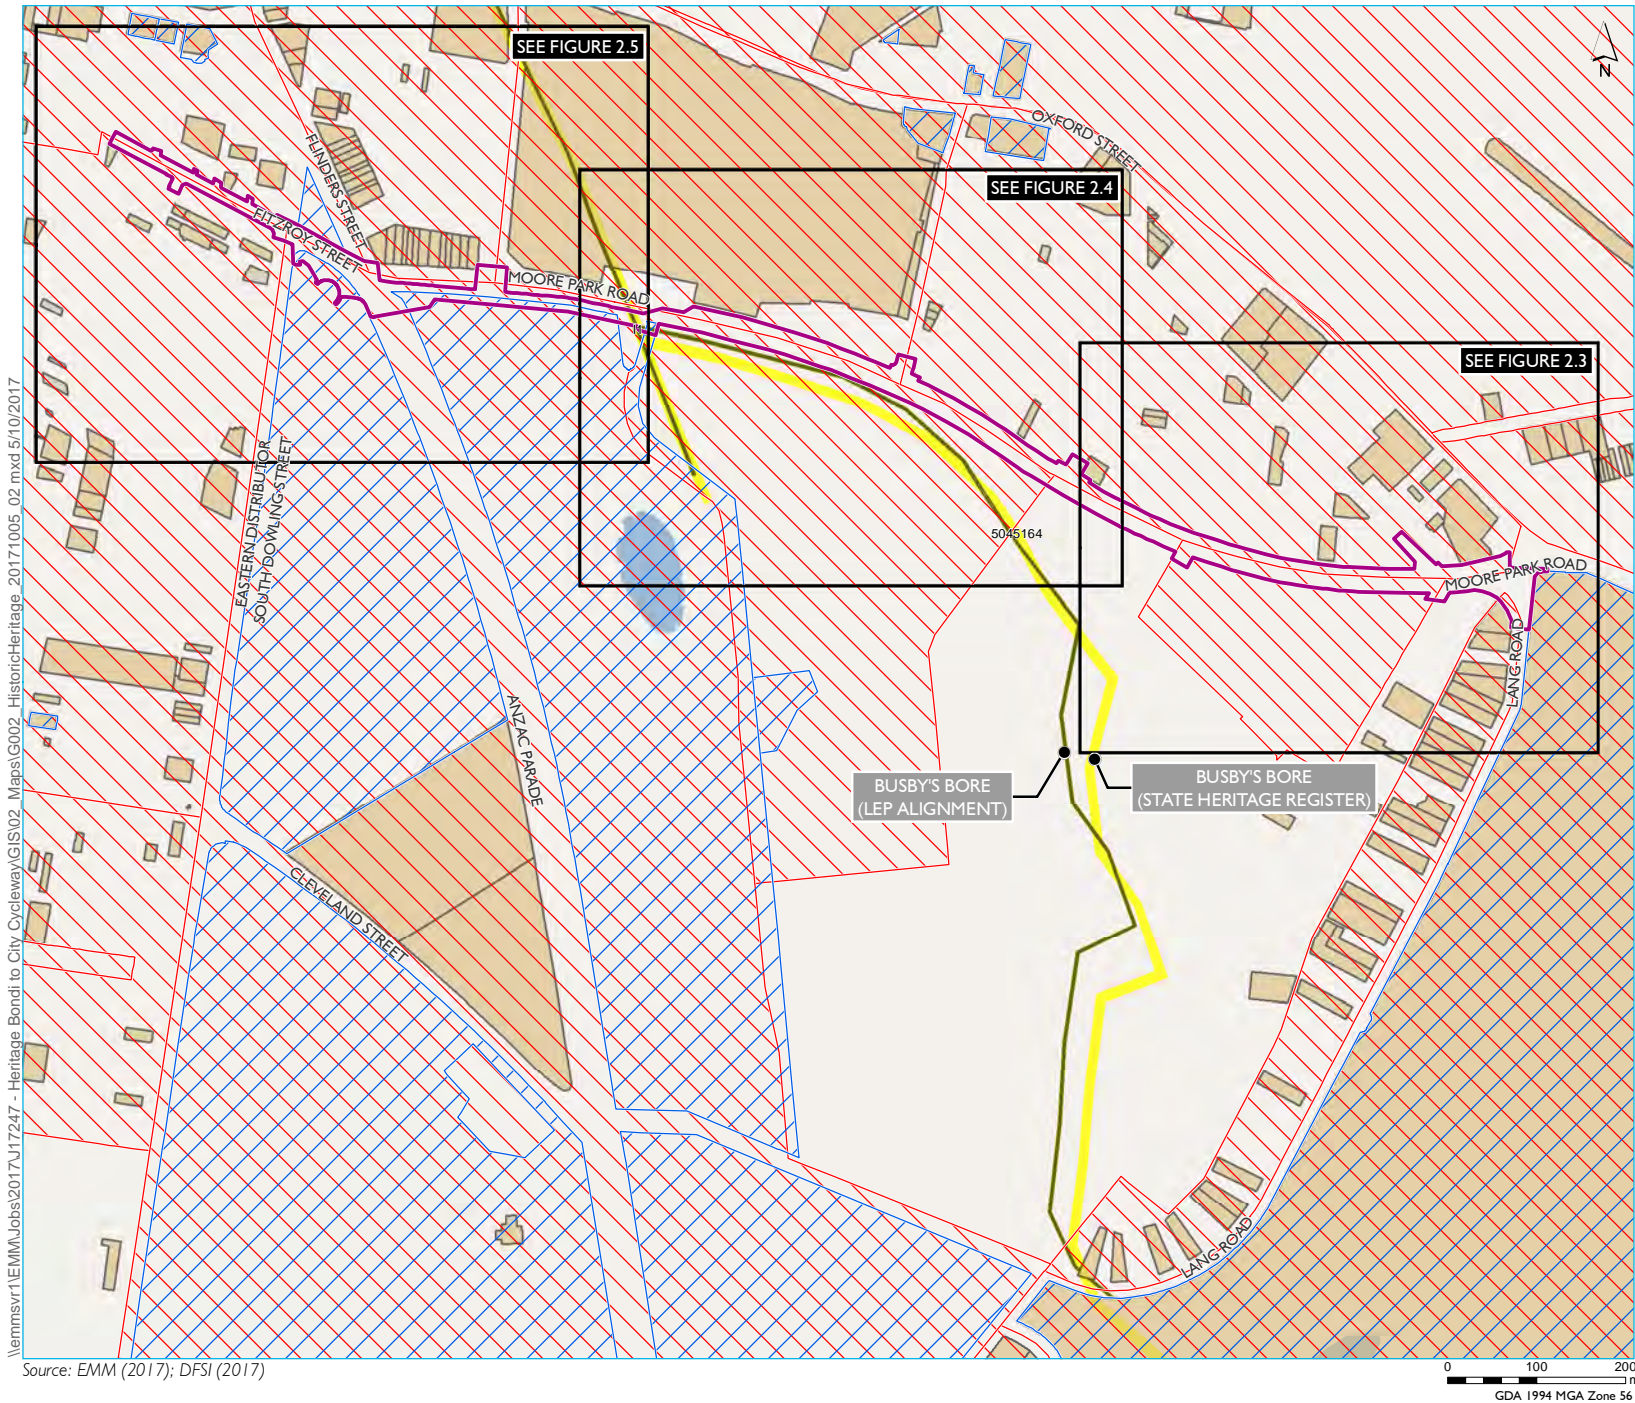 SEE FIGURE 2.5
N
OXFORD STREET
FLINDERS STREET
SEE FIGURE 2.4
FITZROY STREET
MOORE PARK ROAD
SEE FIGURE 2.3
EASTERN DISTRIBUTOR
SOUTH DOWLING STREET
5045164
MOORE PARK ROAD
LANG ROAD
ANZAC PARADE
BUSBY'S BORE
(LEP ALIGNMENT)
BUSBY'S BORE
(STATE HERITAGE REGISTER)
CLEVELAND STREET
LANG ROAD
\\emmsvr1\EMM\Jobs\2017\J17247 - Heritage Bondi to City Cycleway\GIS\02_Maps\G002_HistoricHeritage_20171005_02 mxd 5/10/2017
Source: EMM (2017); DFSI (2017)
0 100 200
m
GDA 1994 MGA Zone 56